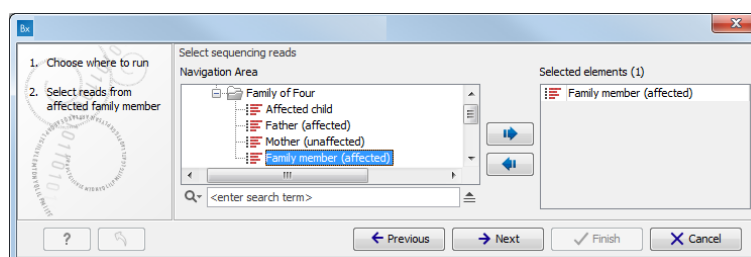 Bx
X
1. Choose where to run
2. Select reads from
affected family member
Select sequencing reads
Navigation Area
Family of Four
Affected child
Father (affected)
Mother (unaffected)
Family member (affected)
<enter search term>
Selected elements (1)
Family member (affected)
?
Previous
Next
Finish
Cancel